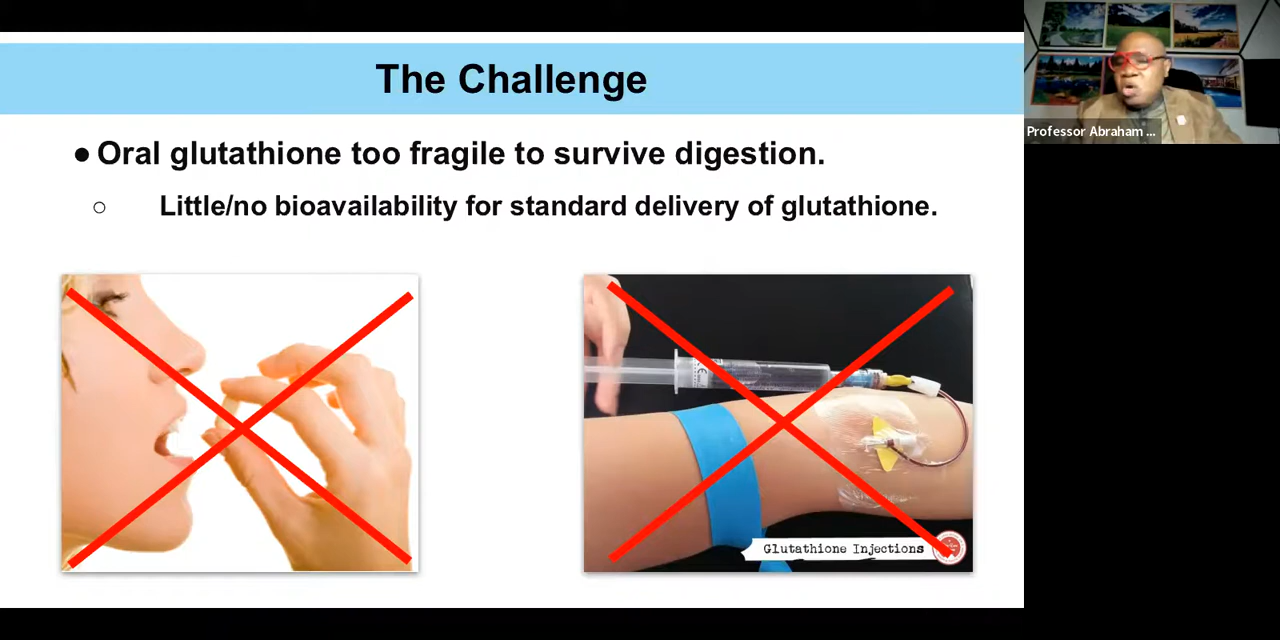 The Challenge
● Oral glutathione too fragile to survive digestion.
○ Little/no bioavailability for standard delivery of glutathione.
Glutathione Injections
Professor Abraham ...